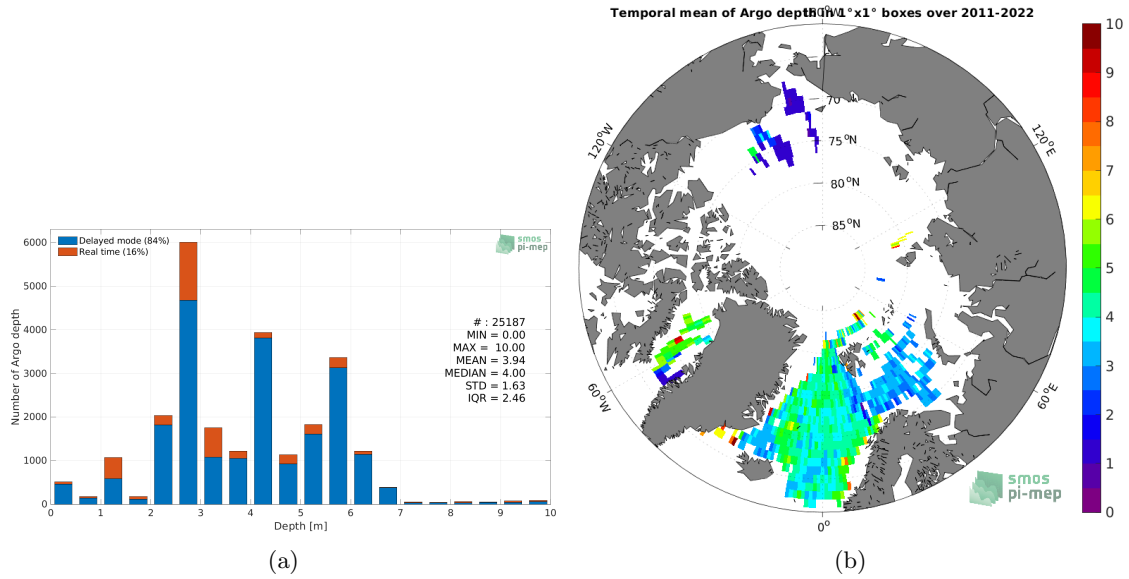 Delayed mode (84%)
Real time (16%)
smos
pi-mep
Number of Argo depth
6000
5000
4000
3000
2000
1000
0
# : 25187
MIN = 0.00
MAX = 10.00
MEAN = 3.94
MEDIAN = 4.00
STD = 1.63
IQR = 2.46
0 1 2 3 4 5 6 7 8 9 10
Depth [m]
(a)
Temporal mean of Argo depth in 1°x1° boxes over 2011-2022
180°W
120°W
120°E
60°W
60°E
0°
70°N
75°N
80°N
85°N
smos
pi-mep
10
9
8
7
6
5
4
3
2
1
0
(b)